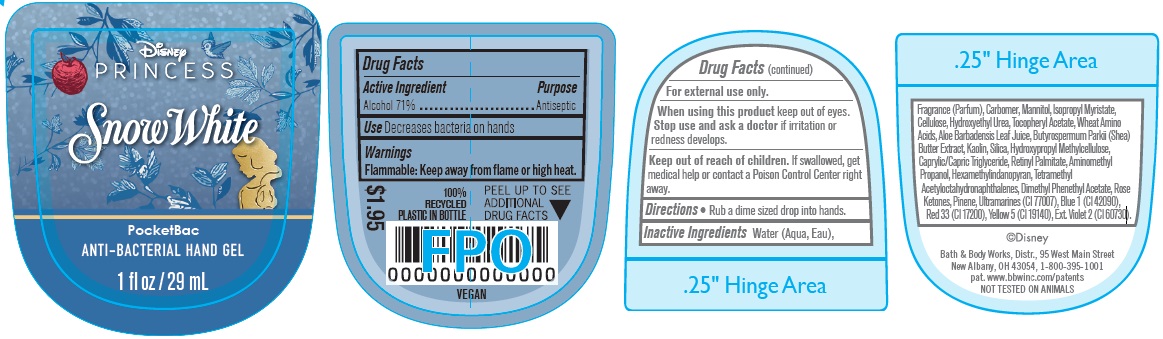 Disney
PRINCESS
Snow White
PocketBac
ANTI-BACTERIAL HAND GEL
1 fl oz / 29 mL
Drug Facts
Active Ingredient Purpose
Alcohol 71% ........................ Antiseptic
Use Decreases bacteria on hands
Warnings
Flammable: Keep away from flame or high heat.
$1.95
100%
RECYCLED
PLASTIC IN BOTTLE
PEEL UP TO SEE
ADDITIONAL
DRUG FACTS ▼
FPO
000000000000000
VEGAN
Drug Facts (continued)
For external use only.
When using this product keep out of eyes.
Stop use and ask a doctor if irritation or
redness develops.
Keep out of reach of children. If swallowed, get
medical help or contact a Poison Control Center right
away.
Directions • Rub a dime sized drop into hands.
Inactive Ingredients Water (Aqua, Eau),
.25" Hinge Area
.25" Hinge Area
Fragrance (Parfum), Carbomer, Mannitol, Isopropyl Myristate,
Cellulose, Hydroxyethyl Urea, Tocopheryl Acetate, Wheat Amino
Acids, Aloe Barbadensis Leaf Juice, Butyrospermum Parkii (Shea)
Butter Extract, Kaolin, Silica, Hydroxypropyl Methylcellulose,
Caprylic/Capric Triglyceride, Retinyl Palmitate, Aminomethyl
Propanol, Hexamethylindanopyran, Tetramethyl
Acetyloctahydronaphthalenes, Dimethyl Phenethyl Acetate, Rose
Ketones, Pinene, Ultramarines (CI 77007), Blue 1 (CI 42090),
Red 33 (CI 17200), Yellow 5 (CI 19140), Ext. Violet 2 (CI 60730).
©Disney
Bath & Body Works, Distr., 95 West Main Street
New Albany, OH 43054, 1-800-395-1001
pat. www.bbwinc.com/patents
NOT TESTED ON ANIMALS